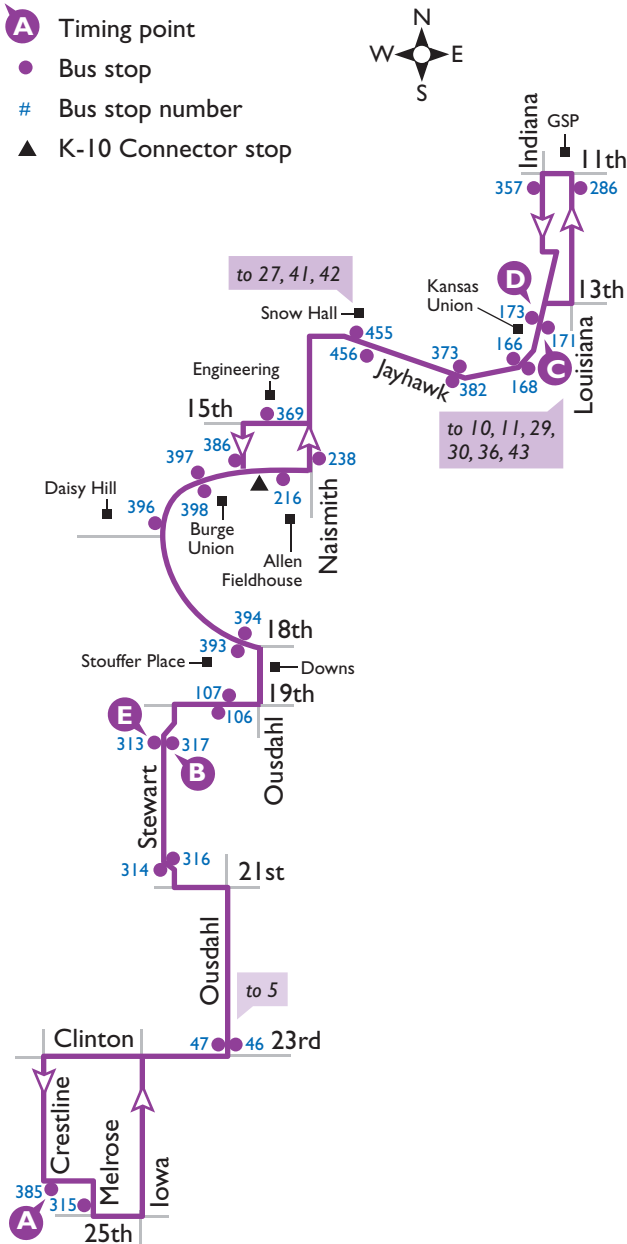 A Timing point
Bus stop
# Bus stop number
K-10 Connector stop
N
W E
S
Indiana
GSP
11th
357
286
to 27, 41, 42
D
Kansas
Union
13th
173
171
Snow Hall
455
456
373
166
C
Louisiana
Jayhawk
382
168
Engineering
15th
369
to 10, 11, 29,
30, 36, 43
386
397
238
Daisy Hill
396
398
216
Burge
Union
Naismith
Allen
Fieldhouse
394
18th
393
Stouffer Place
Downs
107
19th
106
E
313
317
B
Ousdahl
Stewart
316
314
21st
Ousdahl
to 5
Clinton
47
46
23rd
Crestline
Melrose
Iowa
385
315
A
25th